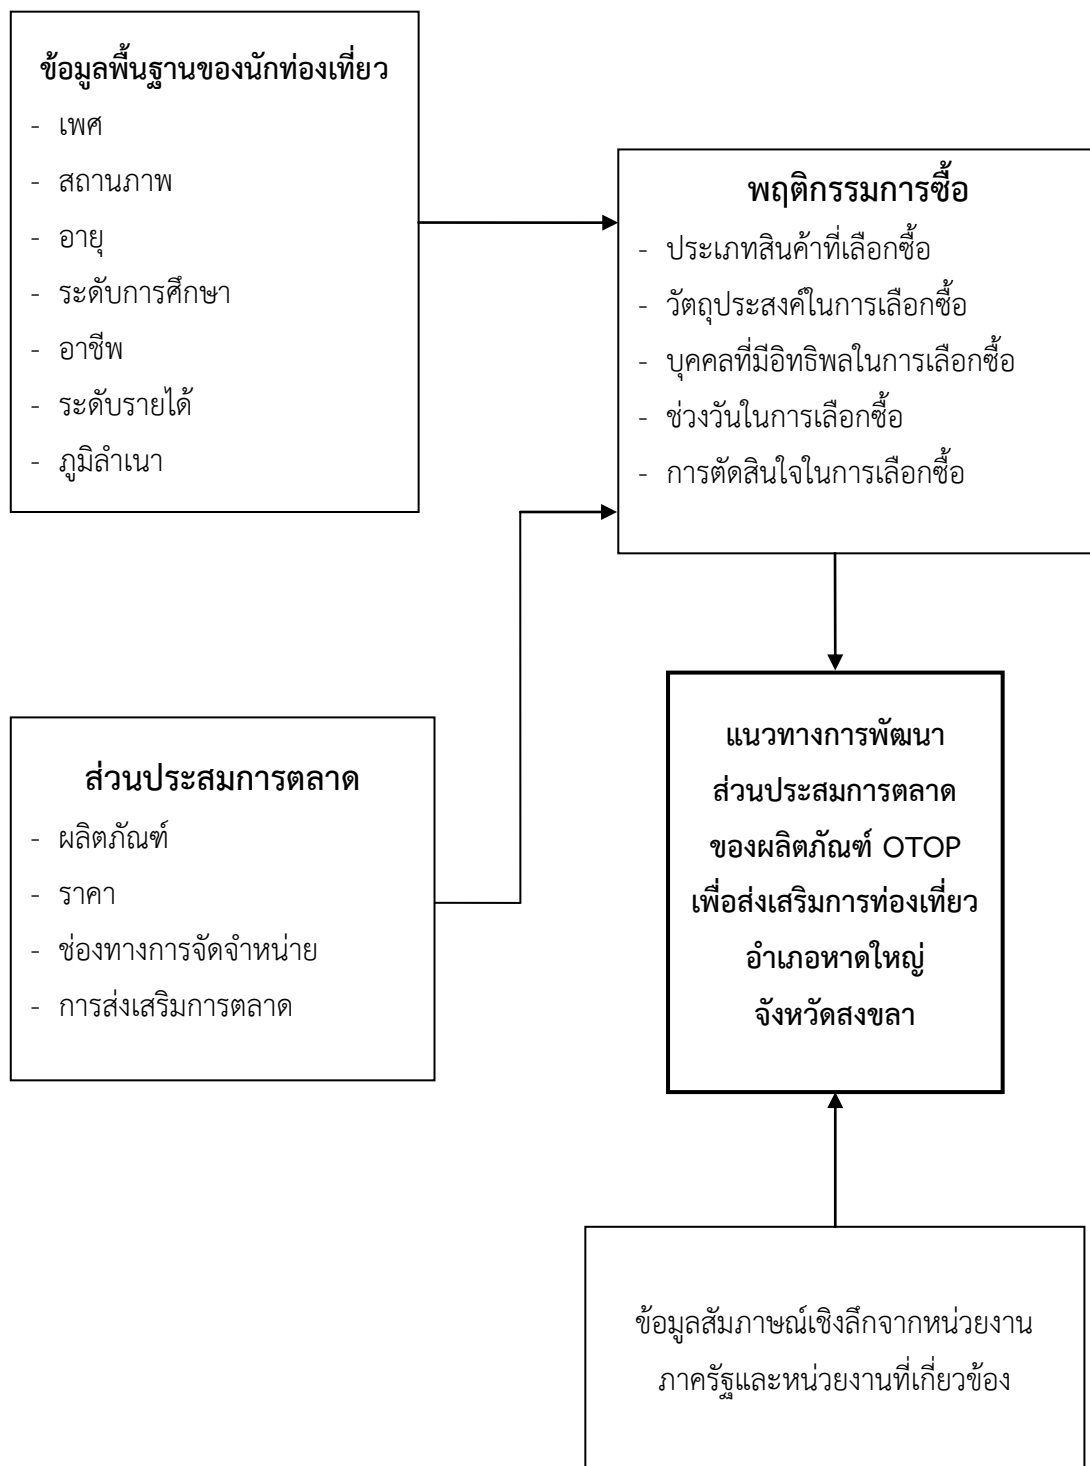 ข้อมูลพื้นฐานของนักท่องเที่ยว
- เพศ
- สถานภาพ
- อายุ
- ระดับการศึกษา
- อาชีพ
- ระดับรายได้
- ภูมิลำเนา
พฤติกรรมการซื้อ
- ประเภทสินค้าที่เลือกซื้อ
- วัตถุประสงค์ในการเลือกซื้อ
- บุคคลที่มีอิทธิพลในการเลือกซื้อ
- ช่วงวันในการเลือกซื้อ
- การตัดสินใจในการเลือกซื้อ
ส่วนประสมการตลาด
- ผลิตภัณฑ์
- ราคา
- ช่องทางการจัดจำหน่าย
- การส่งเสริมการตลาด
แนวทางการพัฒนา
ส่วนประสมการตลาด
ของผลิตภัณฑ์ OTOP
เพื่อส่งเสริมการท่องเที่ยว
อำเภอหาดใหญ่
จังหวัดสงขลา
ข้อมูลสัมภาษณ์เชิงลึกจากหน่วยงาน
ภาครัฐและหน่วยงานที่เกี่ยวข้อง